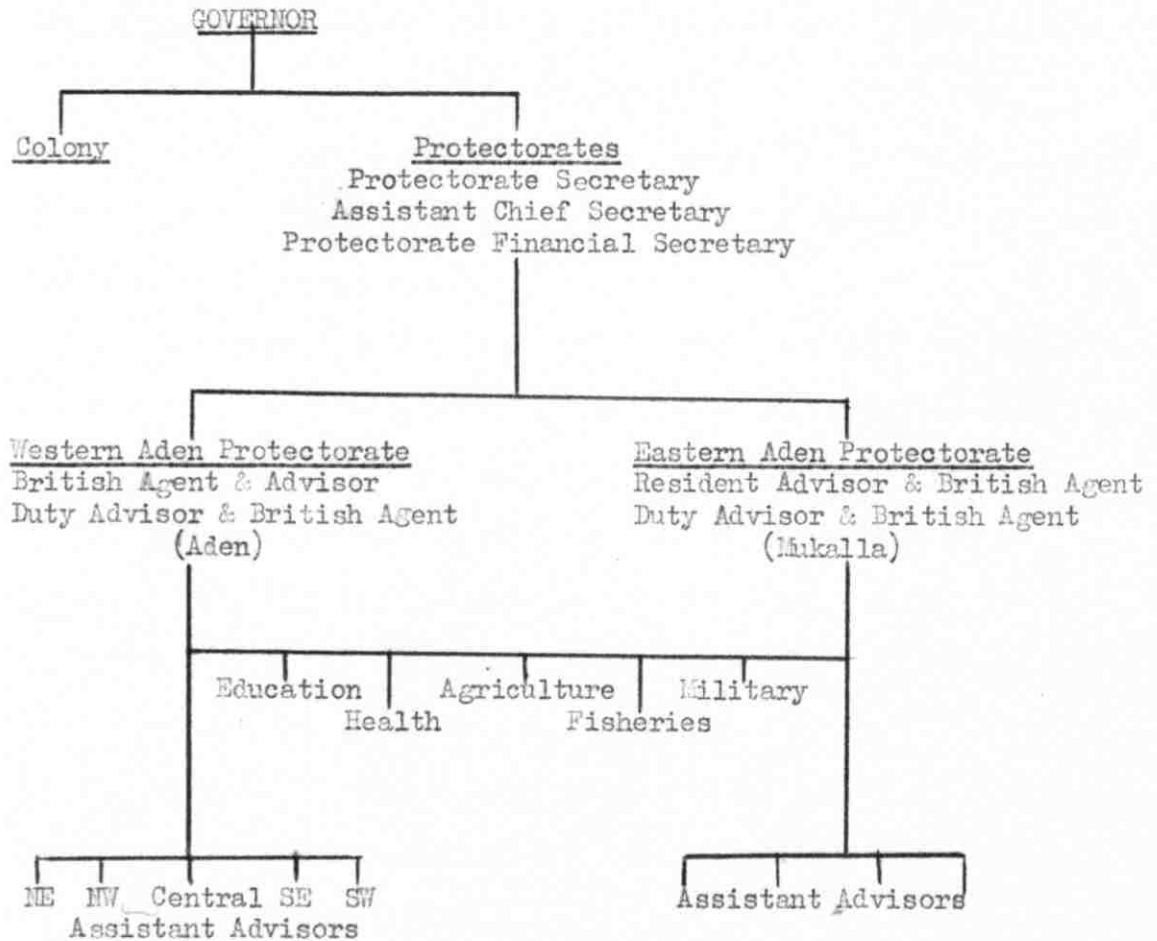 GOVERNOR
Colony
Protectorates
Protectorate Secretary
Assistant Chief Secretary
Protectorate Financial Secretary
Western Aden Protectorate
British Agent & Advisor
Duty Advisor & British Agent
(Aden)
Eastern Aden Protectorate
Resident Advisor & British Agent
Duty Advisor & British Agent
(Mukalla)
Education Agriculture Military
Health Fisheries
NE NW Central SE SW
Assistant Advisors
Assistant Advisors